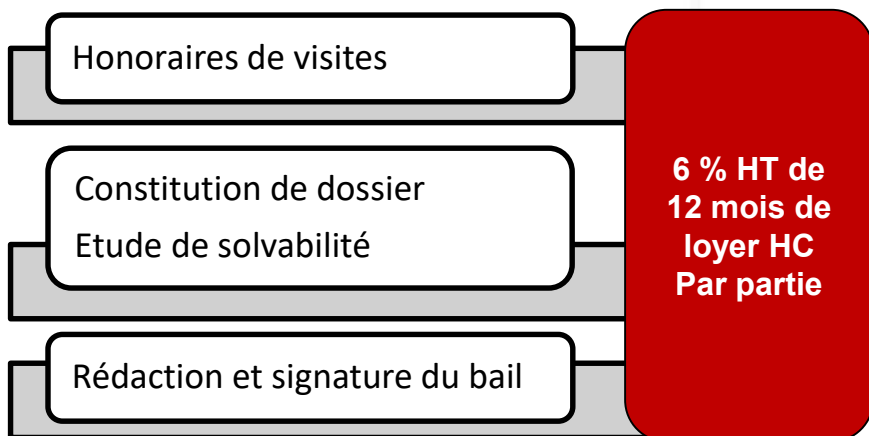 Honoraires de visites
Constitution de dossier
Etude de solvabilité
Rédaction et signature du bail
6 % HT de
12 mois de
loyer HC
Par partie